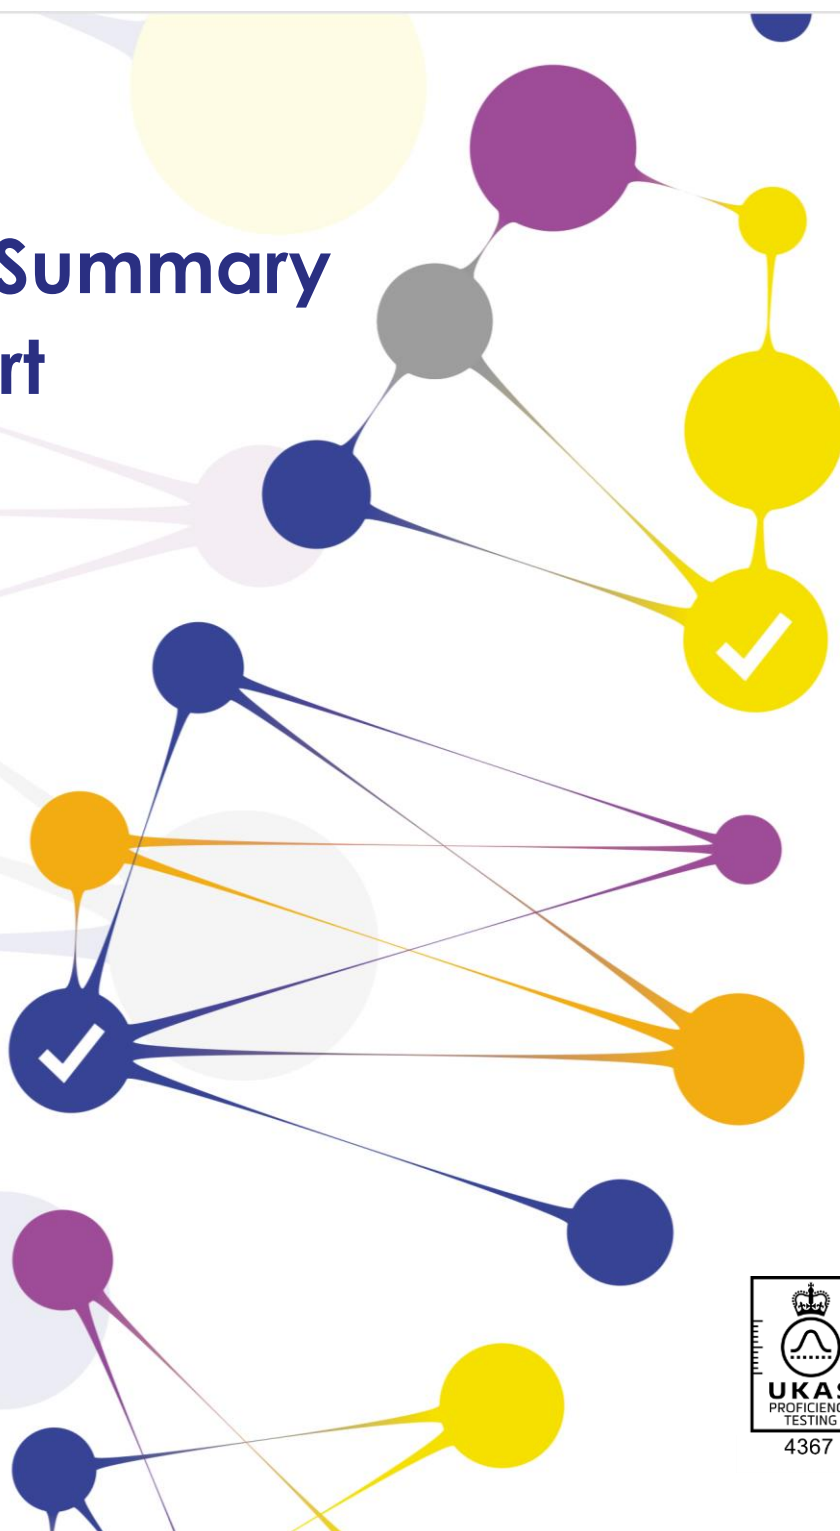 Summary
rt
UKAS
PROFICIENC
TESTING
4367